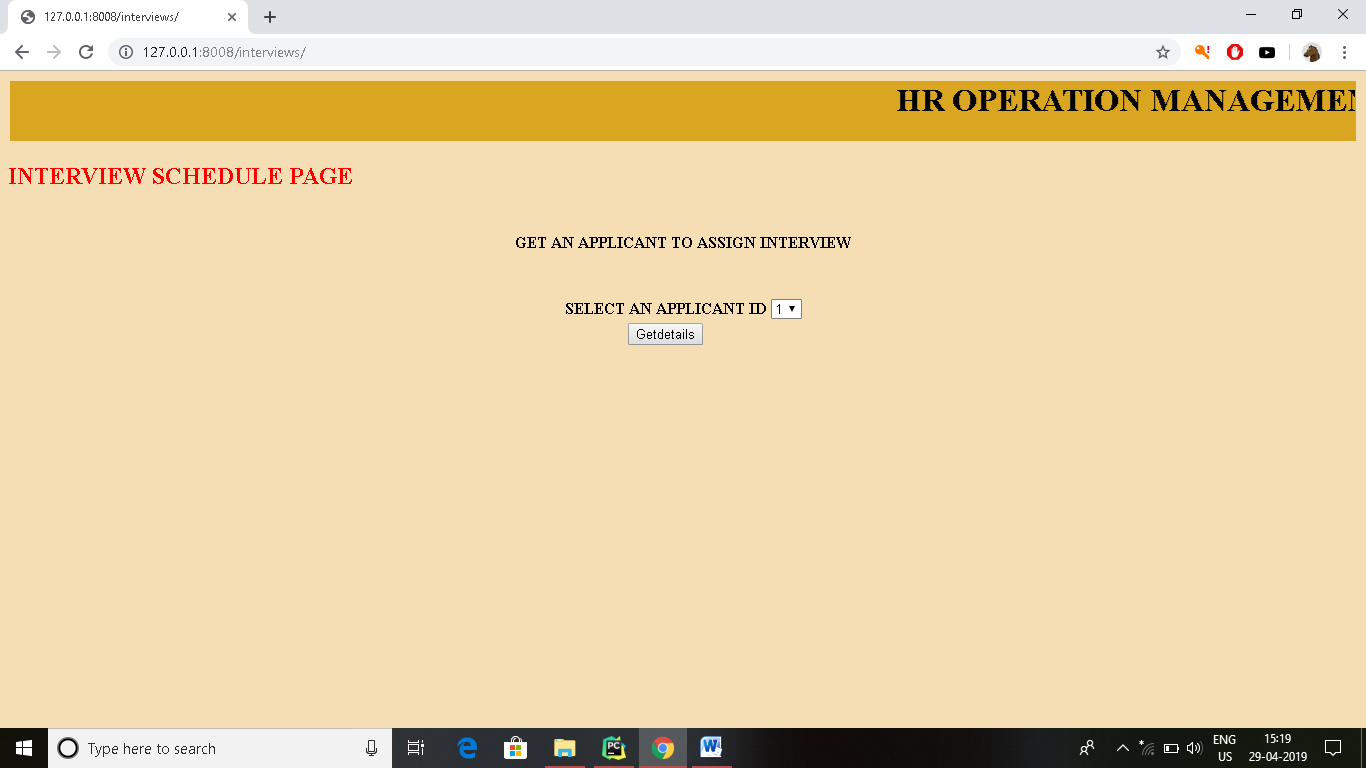 127.0.0.1:8008/interviews/
127.0.0.1:8008/interviews/
HR OPERATION MANAGEMEN
INTERVIEW SCHEDULE PAGE
GET AN APPLICANT TO ASSIGN INTERVIEW
SELECT AN APPLICANT ID 1
Getdetails
Type here to search
PC
W
ENG
US
15:19
29-04-2019